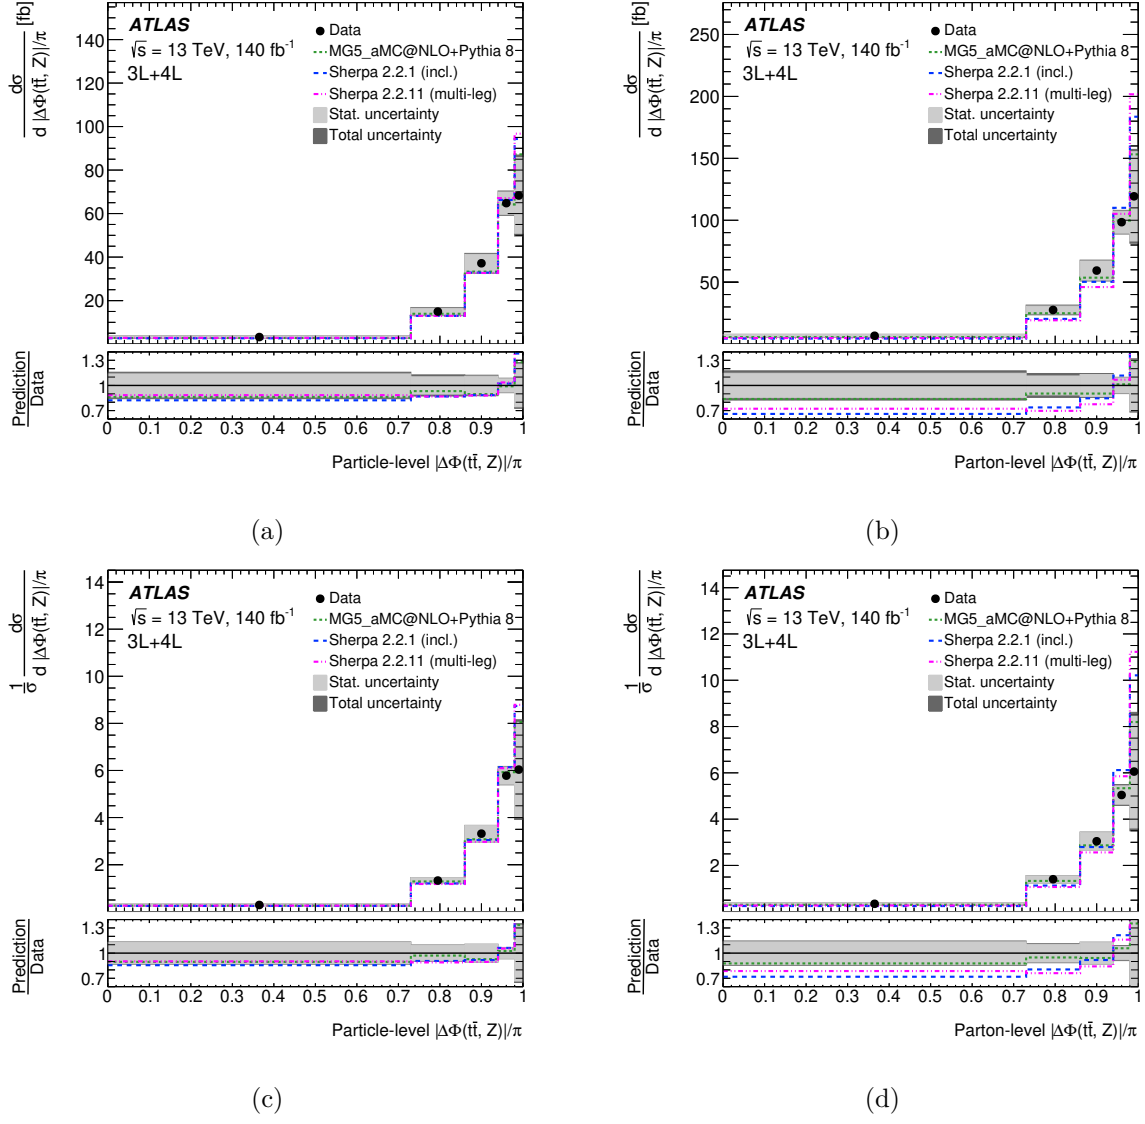 dσ
d |ΔΦ(tt̄, Z)|/π [fb]
ATLAS
√s = 13 TeV, 140 fb⁻¹
3L+4L
Data
MG5_aMC@NLO+Pythia 8
Sherpa 2.2.1 (incl.)
Sherpa 2.2.11 (multi-leg)
Stat. uncertainty
Total uncertainty
140
120
100
80
60
40
20
Prediction
Data
1.3
1
0.7
0 0.1 0.2 0.3 0.4 0.5 0.6 0.7 0.8 0.9 1
Particle-level |ΔΦ(tt̄, Z)|/π
(a)
dσ
d |ΔΦ(tt̄, Z)|/π [fb]
ATLAS
√s = 13 TeV, 140 fb⁻¹
3L+4L
Data
MG5_aMC@NLO+Pythia 8
Sherpa 2.2.1 (incl.)
Sherpa 2.2.11 (multi-leg)
Stat. uncertainty
Total uncertainty
250
200
150
100
50
Prediction
Data
1.3
1
0.7
0 0.1 0.2 0.3 0.4 0.5 0.6 0.7 0.8 0.9 1
Parton-level |ΔΦ(tt̄, Z)|/π
(b)
1 dσ
σ d |ΔΦ(tt̄, Z)|/π
ATLAS
√s = 13 TeV, 140 fb⁻¹
3L+4L
Data
MG5_aMC@NLO+Pythia 8
Sherpa 2.2.1 (incl.)
Sherpa 2.2.11 (multi-leg)
Stat. uncertainty
Total uncertainty
14
12
10
8
6
4
2
Prediction
Data
1.3
1
0.7
0 0.1 0.2 0.3 0.4 0.5 0.6 0.7 0.8 0.9 1
Particle-level |ΔΦ(tt̄, Z)|/π
(c)
1 dσ
σ d |ΔΦ(tt̄, Z)|/π
ATLAS
√s = 13 TeV, 140 fb⁻¹
3L+4L
Data
MG5_aMC@NLO+Pythia 8
Sherpa 2.2.1 (incl.)
Sherpa 2.2.11 (multi-leg)
Stat. uncertainty
Total uncertainty
14
12
10
8
6
4
2
Prediction
Data
1.3
1
0.7
0 0.1 0.2 0.3 0.4 0.5 0.6 0.7 0.8 0.9 1
Parton-level |ΔΦ(tt̄, Z)|/π
(d)